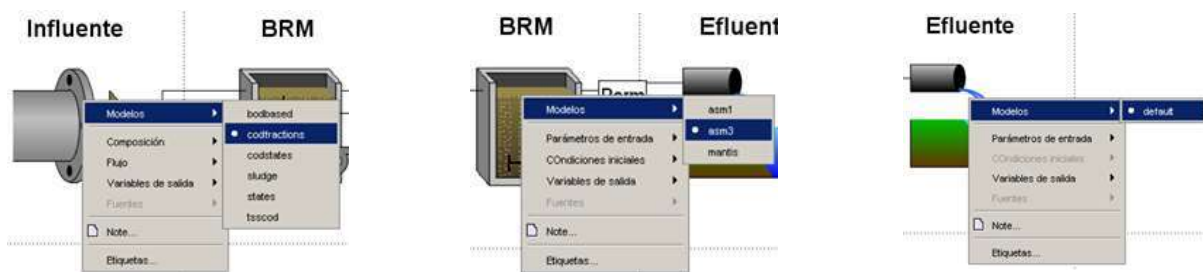 Influente
BRM
Modelos
Composición
Flujo
Variables de salida
Fuentes
Note...
Etiquetas...
bodbased
codfractions
codstates
sludge
states
tsscod
BRM
Efluent
Perm
Modelos
Parámetros de entrada
COndiciones iniciales
Variables de salida
Fuentes
Note...
Etiquetas...
asm1
asm3
mantis
Efluente
Modelos
Parámetros de entrada
COndiciones iniciales
Variables de salida
Fuentes
Note...
Etiquetas...
default